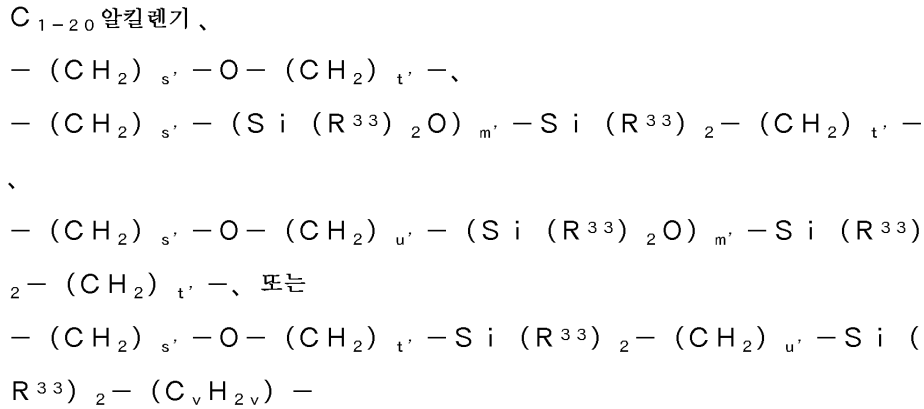 C₁₋₂₀알킬렌기、
－（CH₂）ₛ’－O－（CH₂）ₜ’－、
－（CH₂）ₛ’－（Si（R³³）₂O）ₘ’－Si（R³³）₂－（CH₂）ₜ’－
、
－（CH₂）ₛ’－O－（CH₂）ᵤ’－（Si（R³³）₂O）ₘ’－Si（R³³）
₂－（CH₂）ₜ’－、또는
－（CH₂）ₛ’－O－（CH₂）ₜ’－Si（R³³）₂－（CH₂）ᵤ’－Si（
R³³）₂－（CᵥH₂ᵥ）－